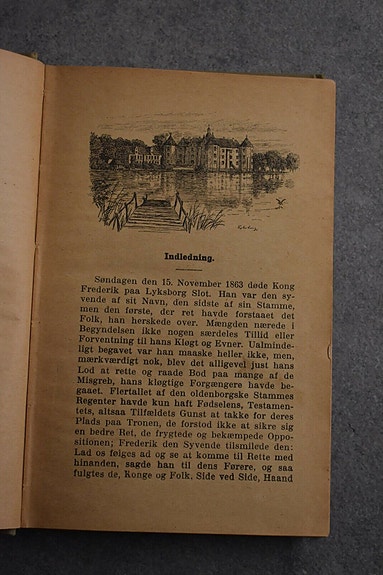 Indledning.
Søndagen den 15. November 1863 døde Kong
Frederik paa Lyksborg Slot. Han var den sy-
vende af sit Navn, den sidste af sin Stamme,
men den første, der ret havde forstaaet det
Folk, han herskede over. Mængden nærede i
Begyndelsen ikke nogen særdeles Tillid eller
Forventning til hans Kløgt og Evner. Ualminde-
ligt begavet var han maaske heller ikke, men,
mærkværdigt nok, blev det alligevel just hans
Lod at rette og raade Bod paa mange af de
Misgreb, hans kløgtige Forgængere havde be-
gaaet. Flertallet af den oldenborgske Stammes
Regenter havde kun haft Fødselens, Testamen-
tets, altsaa Tilfældets Gunst at takke for deres
Plads paa Tronen, de forstod ikke at sikre sig
en bedre Ret, de frygtede og bekæmpede Oppo-
sitionen; Frederik den Syvende tilsmilede den:
Lad os følges ad og se at komme til Rette med
hinanden, sagde han til dens Førere, og saa
fulgtes de, Konge og Folk, Side ved Side, Haand